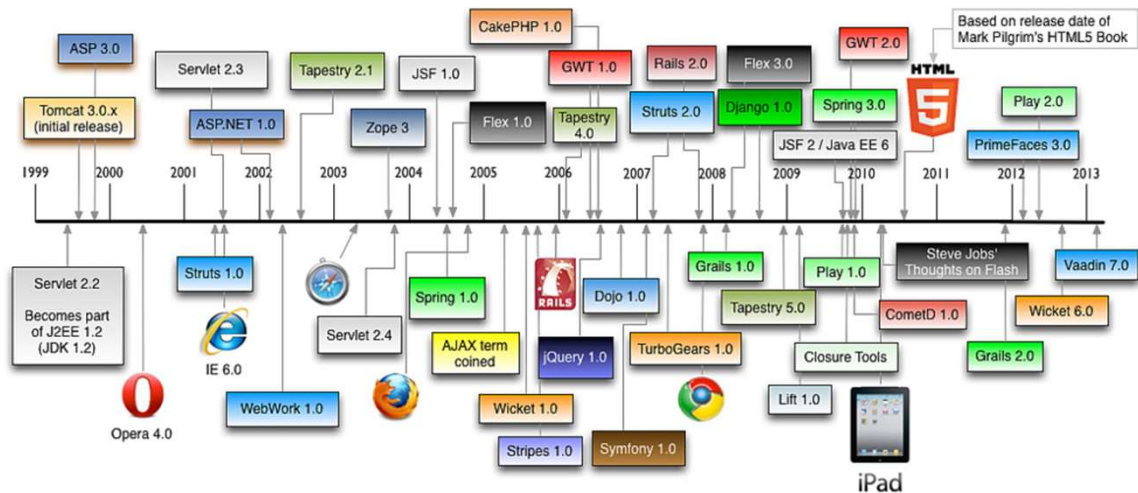 CakePHP 1.0
Based on release date of
Mark Pilgrim's HTML5 Book
ASP 3.0
GWT 2.0
Servlet 2.3
Tapestry 2.1
JSF 1.0
GWT 1.0
Rails 2.0
Flex 3.0
HTML
5
Tomcat 3.0.x
(initial release)
ASP.NET 1.0
Zope 3
Flex 1.0
Tapestry
4.0
Struts 2.0
Django 1.0
Spring 3.0
Play 2.0
JSF 2 / Java EE 6
PrimeFaces 3.0
1999 2000 2001 2002 2003 2004 2005 2006 2007 2008 2009 2010 2011 2012 2013
Servlet 2.2
Becomes part
of J2EE 1.2
(JDK 1.2)
Struts 1.0
IE 6.0
Opera 4.0
WebWork 1.0
Servlet 2.4
Spring 1.0
AJAX term
coined
RAILS
Dojo 1.0
jQuery 1.0
Wicket 1.0
Stripes 1.0
Symfony 1.0
Grails 1.0
TurboGears 1.0
Tapestry 5.0
Play 1.0
Closure Tools
Lift 1.0
Steve Jobs'
Thoughts on Flash
CometD 1.0
iPad
Grails 2.0
Vaadin 7.0
Wicket 6.0